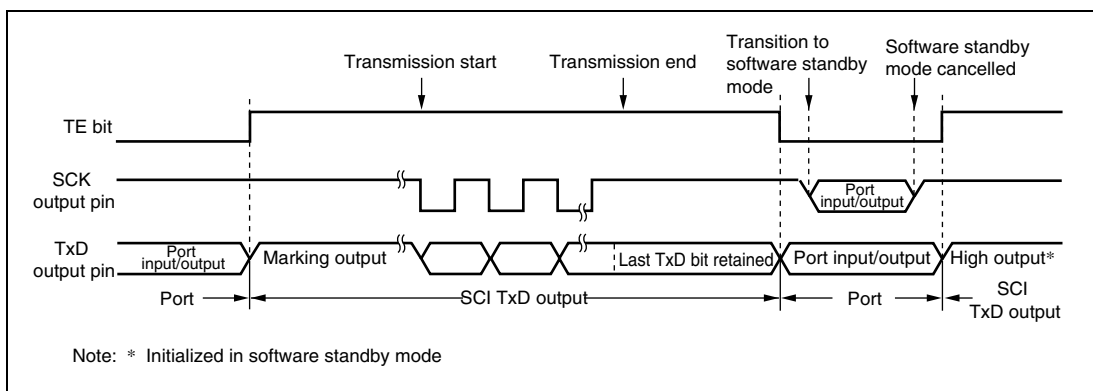 Transmission start
Transmission end
Transition to
software standby
mode
Software standby
mode cancelled
TE bit
SCK
output pin
Port
input/output
TxD
output pin
Port
input/output
Marking output
Last TxD bit retained
Port input/output
High output*
Port
SCI TxD output
Port
SCI
TxD output
Note: * Initialized in software standby mode